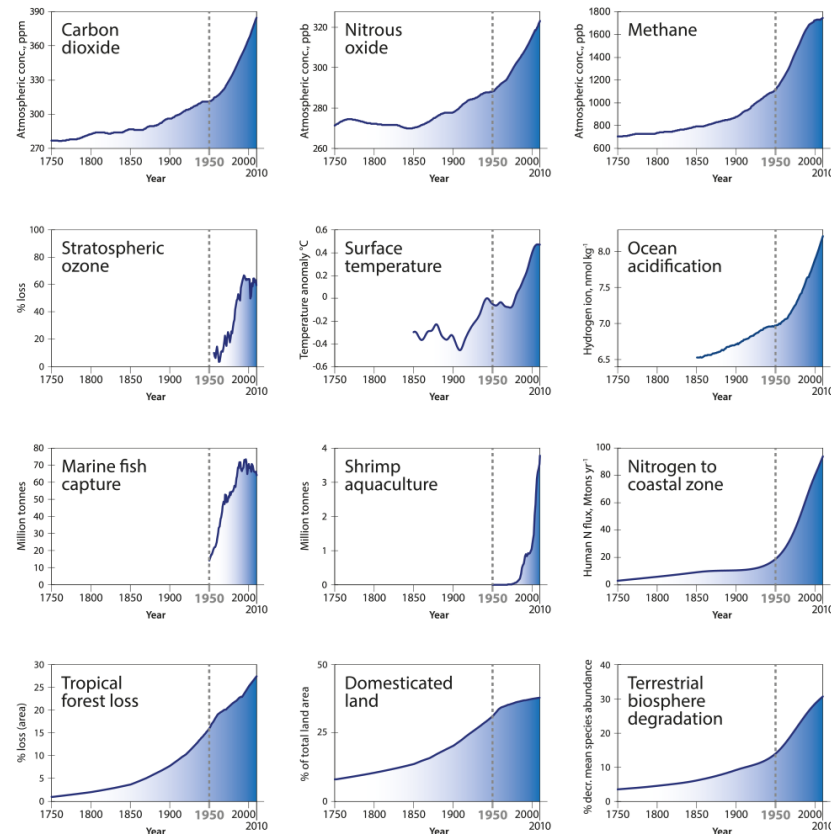 Carbon
dioxide
Atmospheric conc., ppm
390
360
330
300
270
1750 1800 1850 1900 1950 2000 2010
Year
Nitrous
oxide
Atmospheric conc., ppb
320
300
280
260
1750 1800 1850 1900 1950 2000 2010
Year
Methane
Atmospheric conc., ppb
1800
1600
1400
1200
1000
800
600
1750 1800 1850 1900 1950 2000 2010
Year
Stratospheric
ozone
% loss
100
80
60
40
20
0
1750 1800 1850 1900 1950 2000 2010
Year
Surface
temperature
Temperature anomaly °C
0.6
0.4
0.2
0
-0.2
-0.4
-0.6
1750 1800 1850 1900 1950 2000 2010
Year
Ocean
acidification
Hydrogen ion, nmol kg⁻¹
8.0
7.5
7.0
6.5
1750 1800 1850 1900 1950 2000 2010
Year
Marine fish
capture
Million tonnes
80
70
60
50
40
30
20
10
0
1750 1800 1850 1900 1950 2000 2010
Year
Shrimp
aquaculture
Million tonnes
4
3
2
1
0
1750 1800 1850 1900 1950 2000 2010
Year
Nitrogen to
coastal zone
Human N flux, Mtons yr⁻¹
100
80
60
40
20
0
1750 1800 1850 1900 1950 2000 2010
Year
Tropical
forest loss
% loss (area)
30
25
20
15
10
5
0
1750 1800 1850 1900 1950 2000 2010
Year
Domesticated
land
% of total land area
50
25
0
1750 1800 1850 1900 1950 2000 2010
Year
Terrestrial
biosphere
degradation
% decr. mean species abundance
40
30
20
10
0
1750 1800 1850 1900 1950 2000 2010
Year